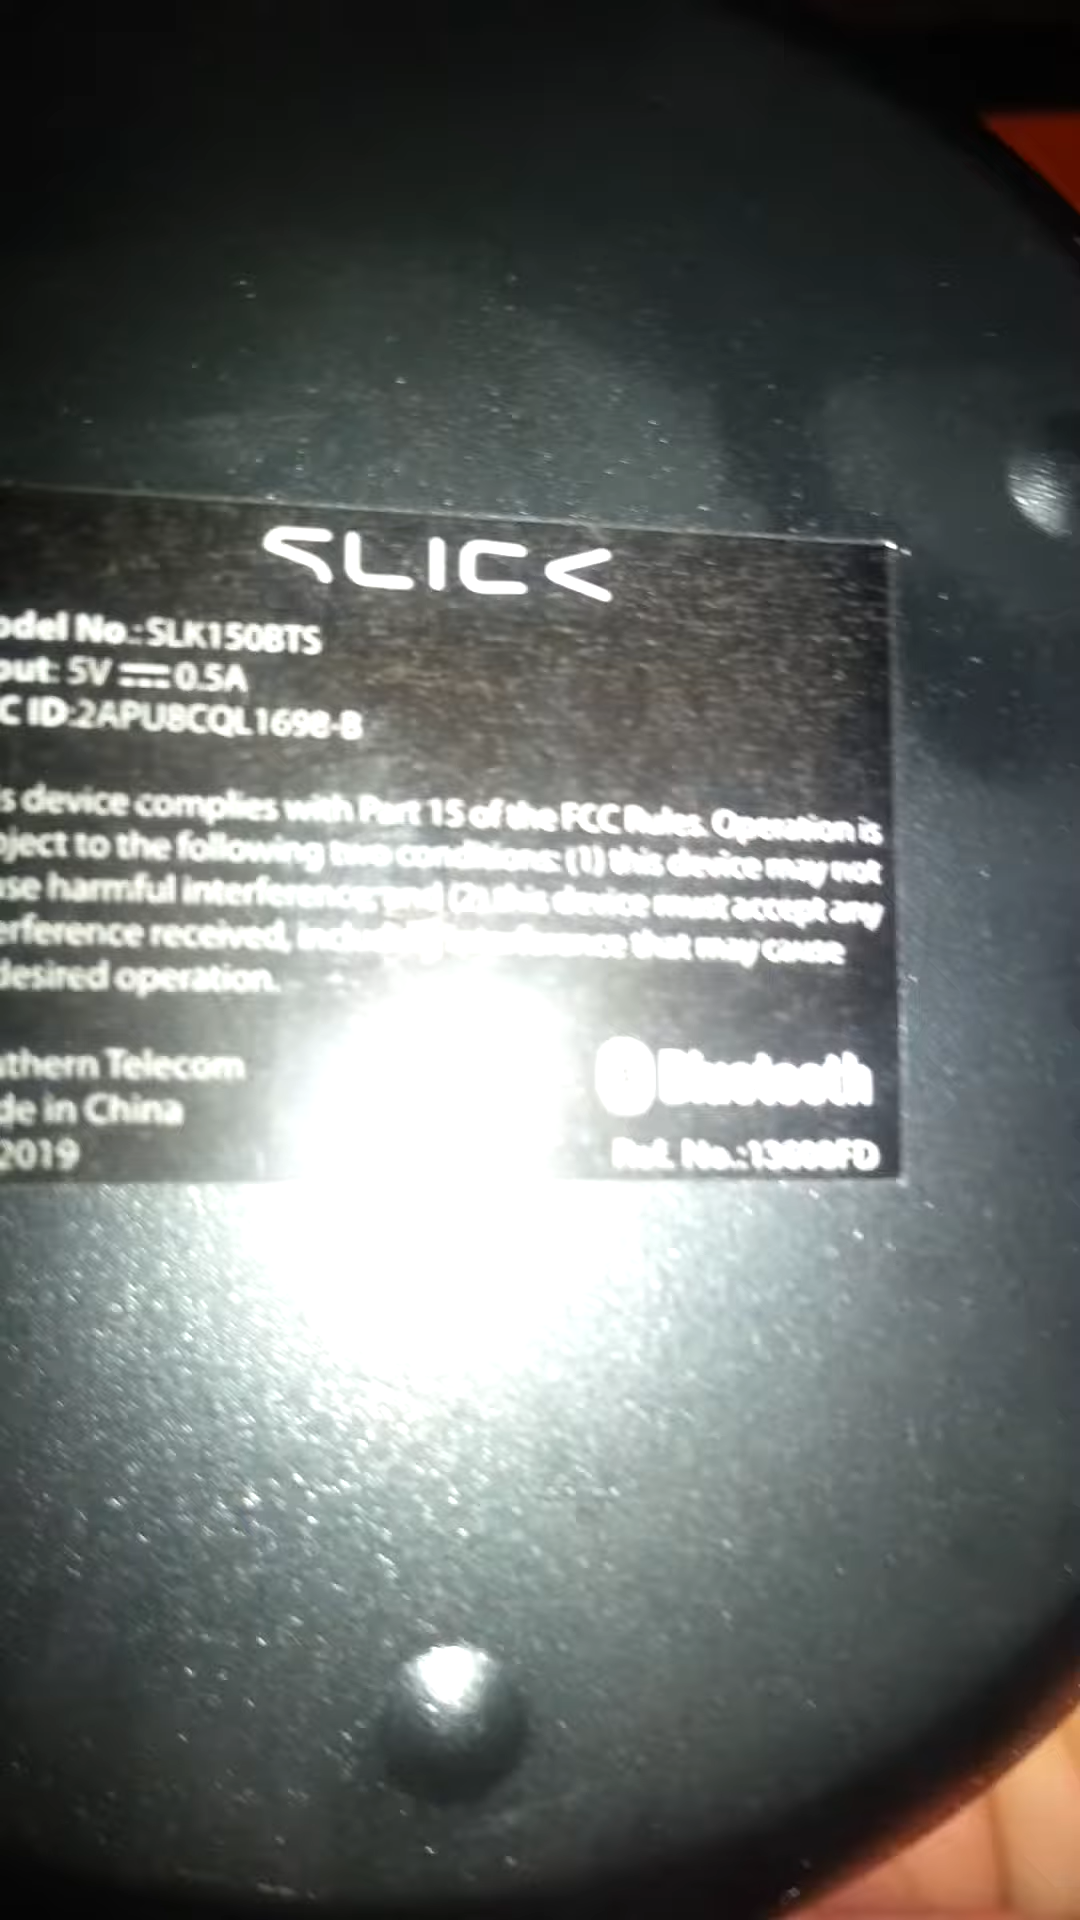 SLICK
odel No.: SLK150BTS
out: 5V 0.5A
C ID:2APU8CQL1698-B
s device complies with Part 15 of the FCC Rules. Operation is
bject to the following two conditions: (1) this device may not
se harmful interference; and (2) this device must accept any
erference received, including interference that may cause
desired operation.
uthern Telecom
de in China
2019
Bluetooth
Ref. No.: